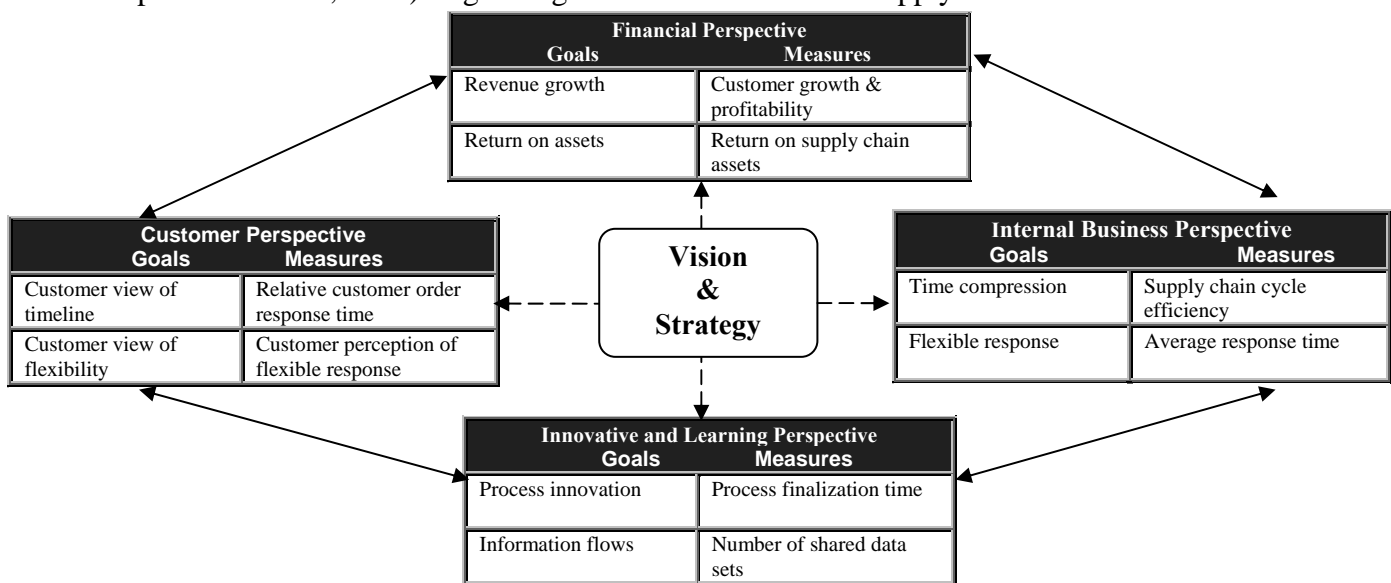 Financial Perspective
Goals Measures
Revenue growth
Customer growth &
profitability
Return on assets
Return on supply chain
assets
Customer Perspective
Goals Measures
Customer view of
timeline
Relative customer order
response time
Customer view of
flexibility
Customer perception of
flexible response
Vision
&
Strategy
Internal Business Perspective
Goals Measures
Time compression
Supply chain cycle
efficiency
Flexible response
Average response time
Innovative and Learning Perspective
Goals Measures
Process innovation
Process finalization time
Information flows
Number of shared data
sets